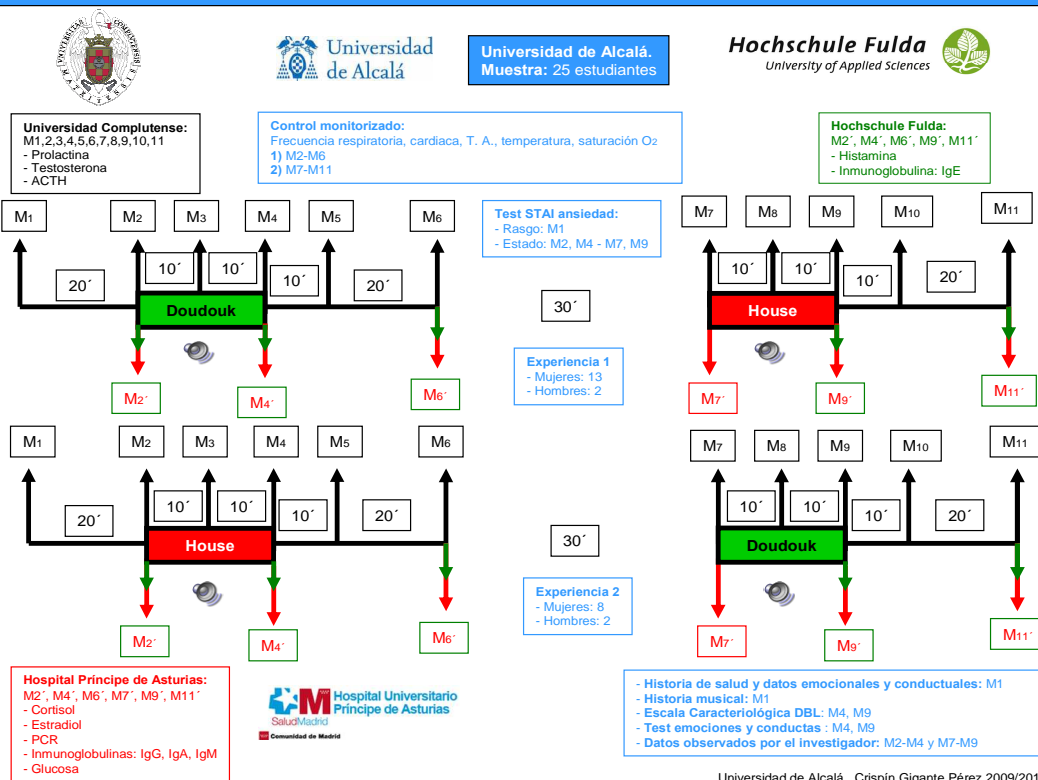 UNIVERSITAS COMPLUTENSIS MATRITENSIS
Universidad
de Alcalá
Universidad de Alcalá.
Muestra: 25 estudiantes
Hochschule Fulda
University of Applied Sciences
Universidad Complutense:
M1,2,3,4,5,6,7,8,9,10,11
- Prolactina
- Testosterona
- ACTH
Control monitorizado:
Frecuencia respiratoria, cardiaca, T. A., temperatura, saturación O2
1) M2-M6
2) M7-M11
Hochschule Fulda:
M2´, M4´, M6´, M9´, M11´
- Histamina
- Inmunoglobulina: IgE
M1
M2
M3
M4
M5
M6
Test STAI ansiedad:
- Rasgo: M1
- Estado: M2, M4 - M7, M9
M7
M8
M9
M10
M11
20´
10´
10´
10´
20´
Doudouk
30´
10´
10´
10´
20´
House
Experiencia 1
- Mujeres: 13
- Hombres: 2
M2´
M4´
M6´
M7´
M9´
M11´
M1
M2
M3
M4
M5
M6
M7
M8
M9
M10
M11
20´
10´
10´
10´
20´
House
30´
10´
10´
10´
20´
Doudouk
Experiencia 2
- Mujeres: 8
- Hombres: 2
M2´
M4´
M6´
M7´
M9´
M11´
Hospital Príncipe de Asturias:
M2´, M4´, M6´, M7´, M9´, M11´
- Cortisol
- Estradiol
- PCR
- Inmunoglobulinas: IgG, IgA, IgM
- Glucosa
M
SaludMadrid
Hospital Universitario
Príncipe de Asturias
Comunidad de Madrid
- Historia de salud y datos emocionales y conductuales: M1
- Historia musical: M1
- Escala Caracteriológica DBL: M4, M9
- Test emociones y conductas : M4, M9
- Datos observados por el investigador: M2-M4 y M7-M9
Universidad de Alcalá. Crispín Gigante Pérez 2009/201